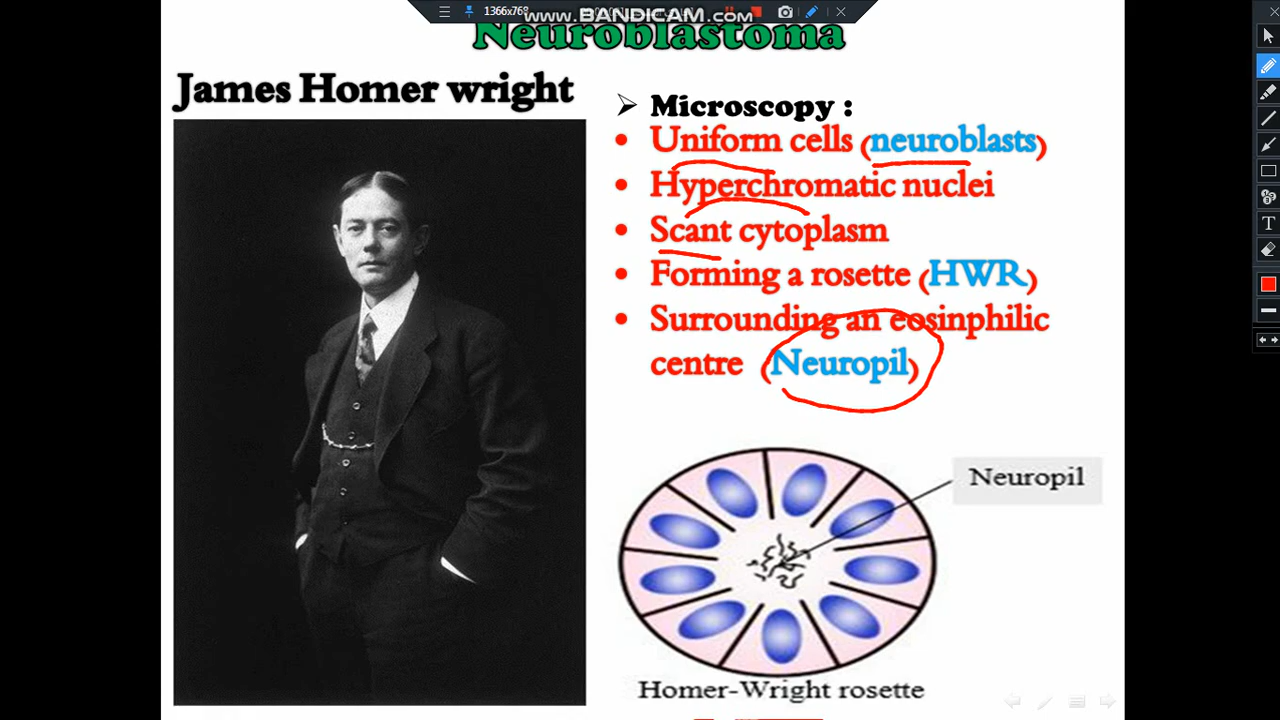 1366x768
www.BANDICAM.com
Neuroblastoma
James Homer wright
Microscopy :
Uniform cells (neuroblasts)
Hyperchromatic nuclei
Scant cytoplasm
Forming a rosette (HWR)
Surrounding an eosinphilic
centre (Neuropil)
Neuropil
Homer-Wright rosette
T